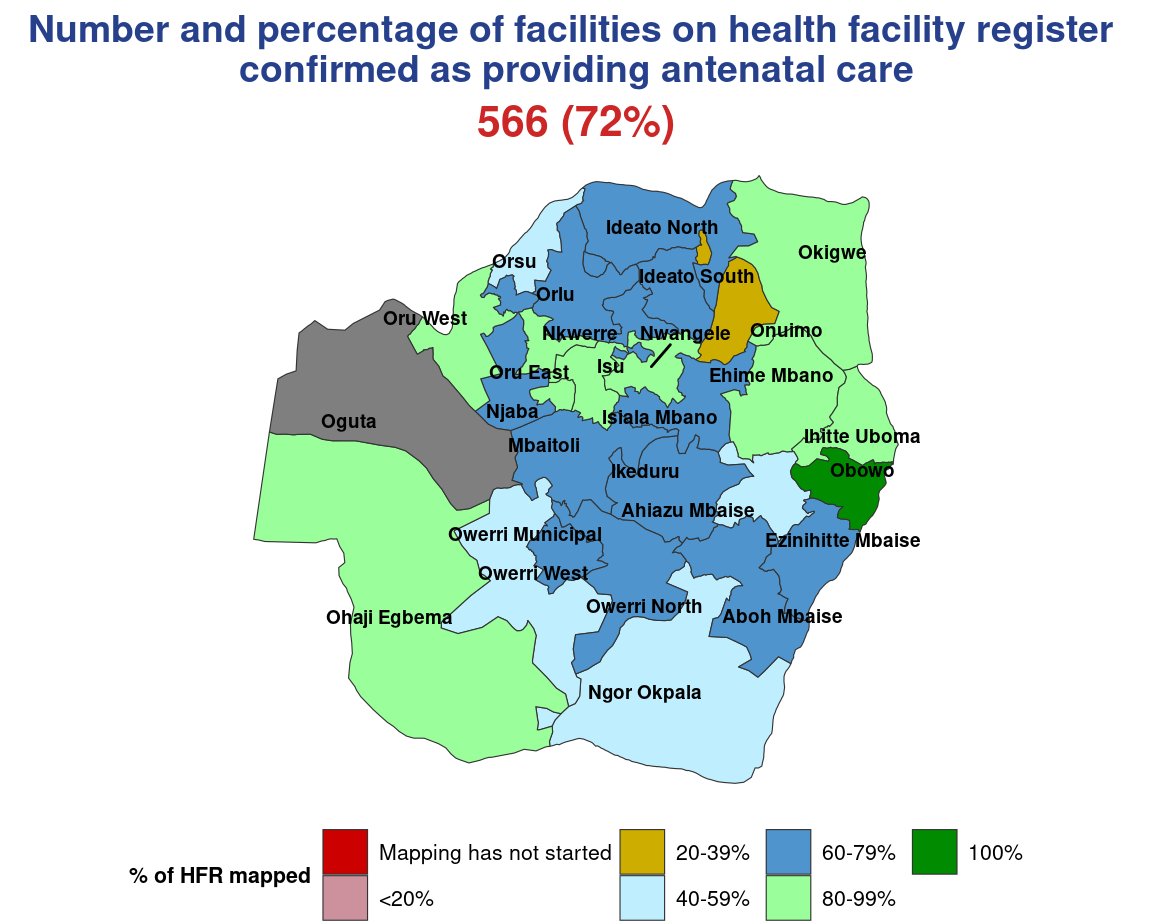 Number and percentage of facilities on health facility register
confirmed as providing antenatal care
566 (72%)
Ideato North
Okigwe
Orsu
Ideato South
Orlu
Oru West
Nkwerre
Nwangele
Onuimo
Isu
Oru East
Ehime Mbano
Njaba
Isiala Mbano
Oguta
Ihitte Uboma
Mbaitoli
Ikeduru
Obowo
Ahiazu Mbaise
Owerri Municipal
Ezinihitte Mbaise
Owerri West
Owerri North
Ohaji Egbema
Aboh Mbaise
Ngor Okpala
% of HFR mapped
Mapping has not started
<20%
20-39%
40-59%
60-79%
80-99%
100%